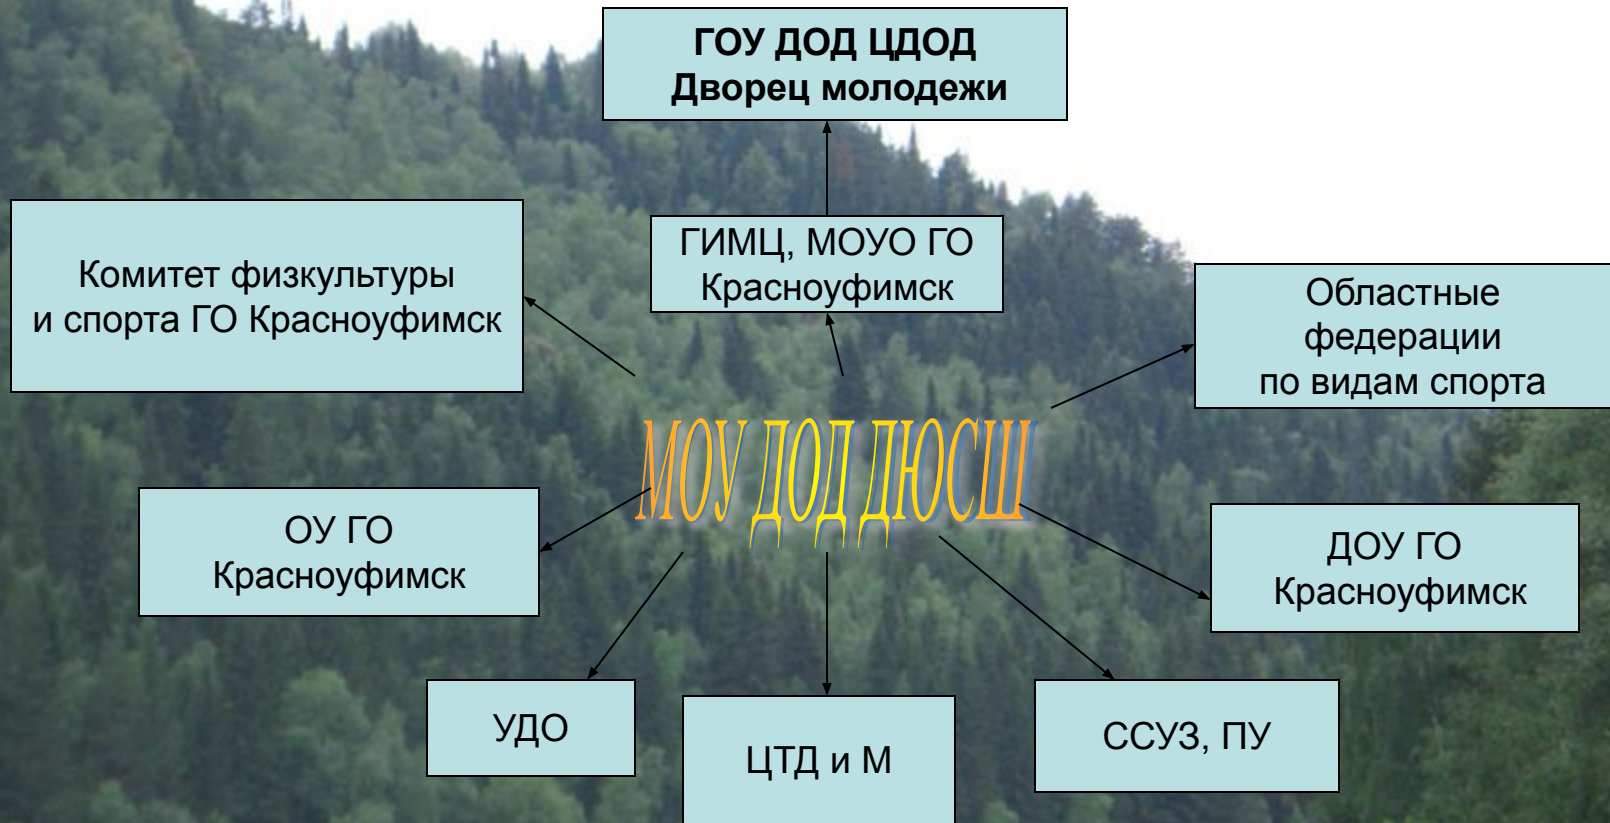 ГОУ ДОД ЦДОД
Дворец молодежи
ГИМЦ, МОУО ГО
Красноуфимск
Комитет физкультуры
и спорта ГО Красноуфимск
Областные
федерации
по видам спорта
МОУ ДОД ДЮСШ
ОУ ГО
Красноуфимск
ДОУ ГО
Красноуфимск
УДО
ЦТД и М
ССУЗ, ПУ